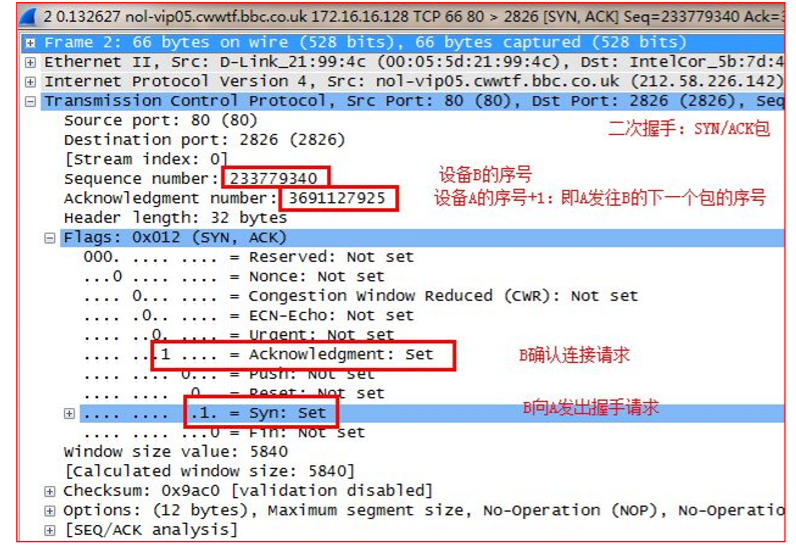 2 0.132627 nol-vip05.cwwtf.bbc.co.uk 172.16.16.128 TCP 66 80 > 2826 [SYN, ACK] Seq=233779340 Ack=
Frame 2: 66 bytes on wire (528 bits), 66 bytes captured (528 bits)
Ethernet II, Src: D-Link_21:99:4c (00:05:5d:21:99:4c), Dst: IntelCor_5b:7d:4
Internet Protocol Version 4, Src: nol-vip05.cwwtf.bbc.co.uk (212.58.226.142)
Transmission Control Protocol, Src Port: 80 (80), Dst Port: 2826 (2826), Seq
Source port: 80 (80)
二次握手：SYN/ACK包
Destination port: 2826 (2826)
[Stream index: 0]
Sequence number: 233779340
设备B的序号
Acknowledgment number: 3691127925
设备A的序号+1：即A发往B的下一个包的序号
Header length: 32 bytes
Flags: 0x012 (SYN, ACK)
000. .... .... = Reserved: Not set
...0 .... .... = Nonce: Not set
.... 0... .... = Congestion Window Reduced (CWR): Not set
.... .0.. .... = ECN-Echo: Not set
.... ..0. .... = Urgent: Not set
.... ...1 .... = Acknowledgment: Set
B确认连接请求
.... .... 0... = Push: Not set
.... .... .0.. = Reset: Not set
.... .... ..1. = Syn: Set
B向A发出握手请求
.... .... ...0 = Fin: Not set
Window size value: 5840
[Calculated window size: 5840]
Checksum: 0x9ac0 [validation disabled]
Options: (12 bytes), Maximum segment size, No-Operation (NOP), No-Operatio
[SEQ/ACK analysis]